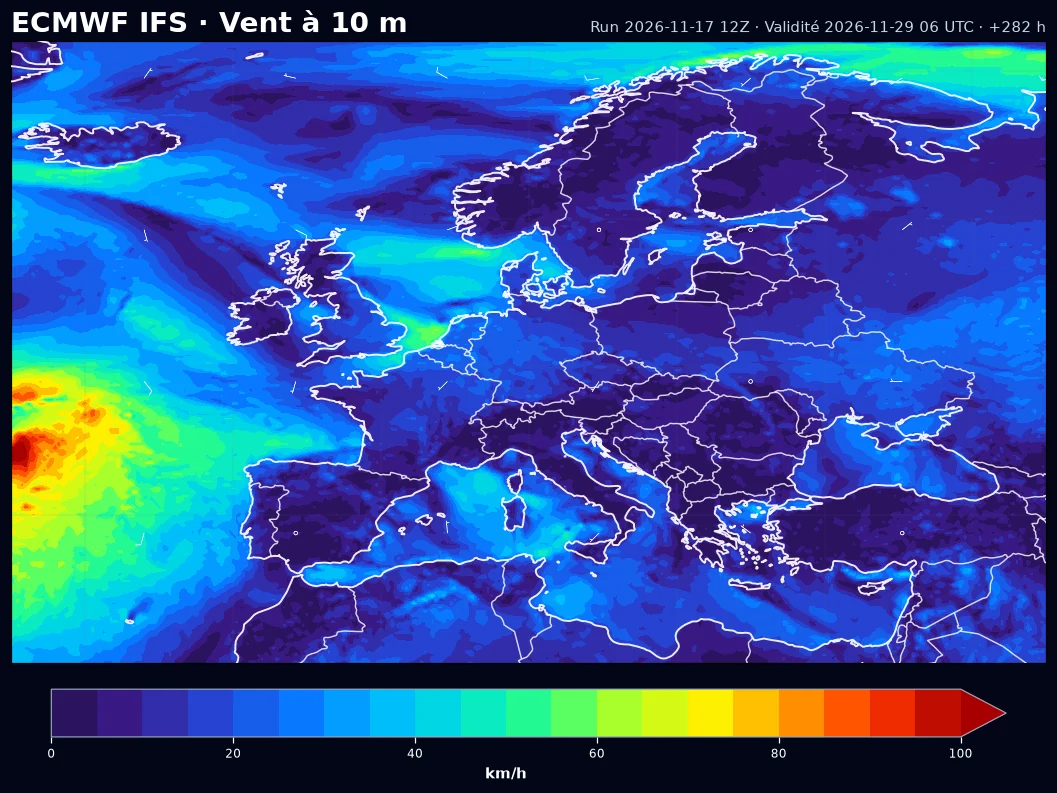 ECMWF IFS · Vent à 10 m
Run 2026-11-17 12Z · Validité 2026-11-29 06 UTC · +282 h
0 20 40 60 80 100
km/h